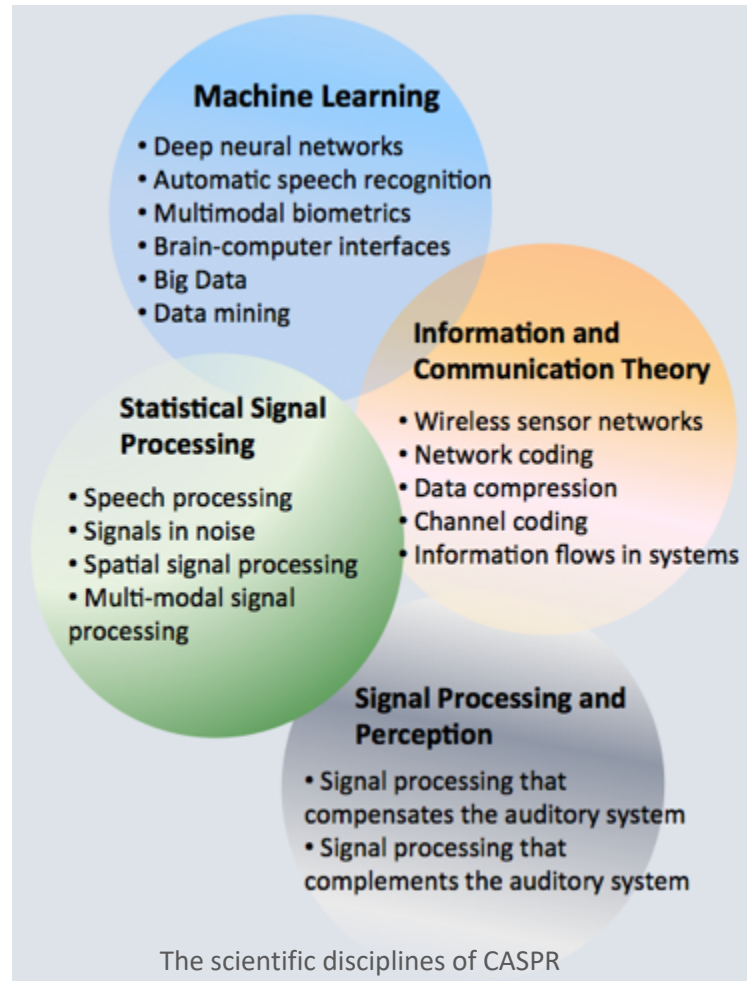 Machine Learning
• Deep neural networks
• Automatic speech recognition
• Multimodal biometrics
• Brain-computer interfaces
• Big Data
• Data mining
Information and
Communication Theory
• Wireless sensor networks
• Network coding
• Data compression
• Channel coding
• Information flows in systems
Statistical Signal
Processing
• Speech processing
• Signals in noise
• Spatial signal processing
• Multi-modal signal
processing
Signal Processing and
Perception
• Signal processing that
compensates the auditory system
• Signal processing that
complements the auditory system
The scientific disciplines of CASPR